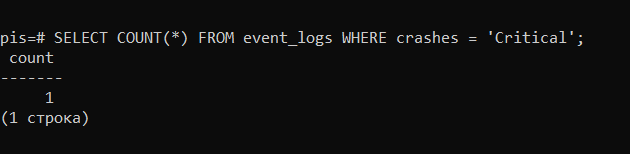 pis=# SELECT COUNT(*) FROM event_logs WHERE crashes = 'Critical';
 count
-------
     1
(1 строка)